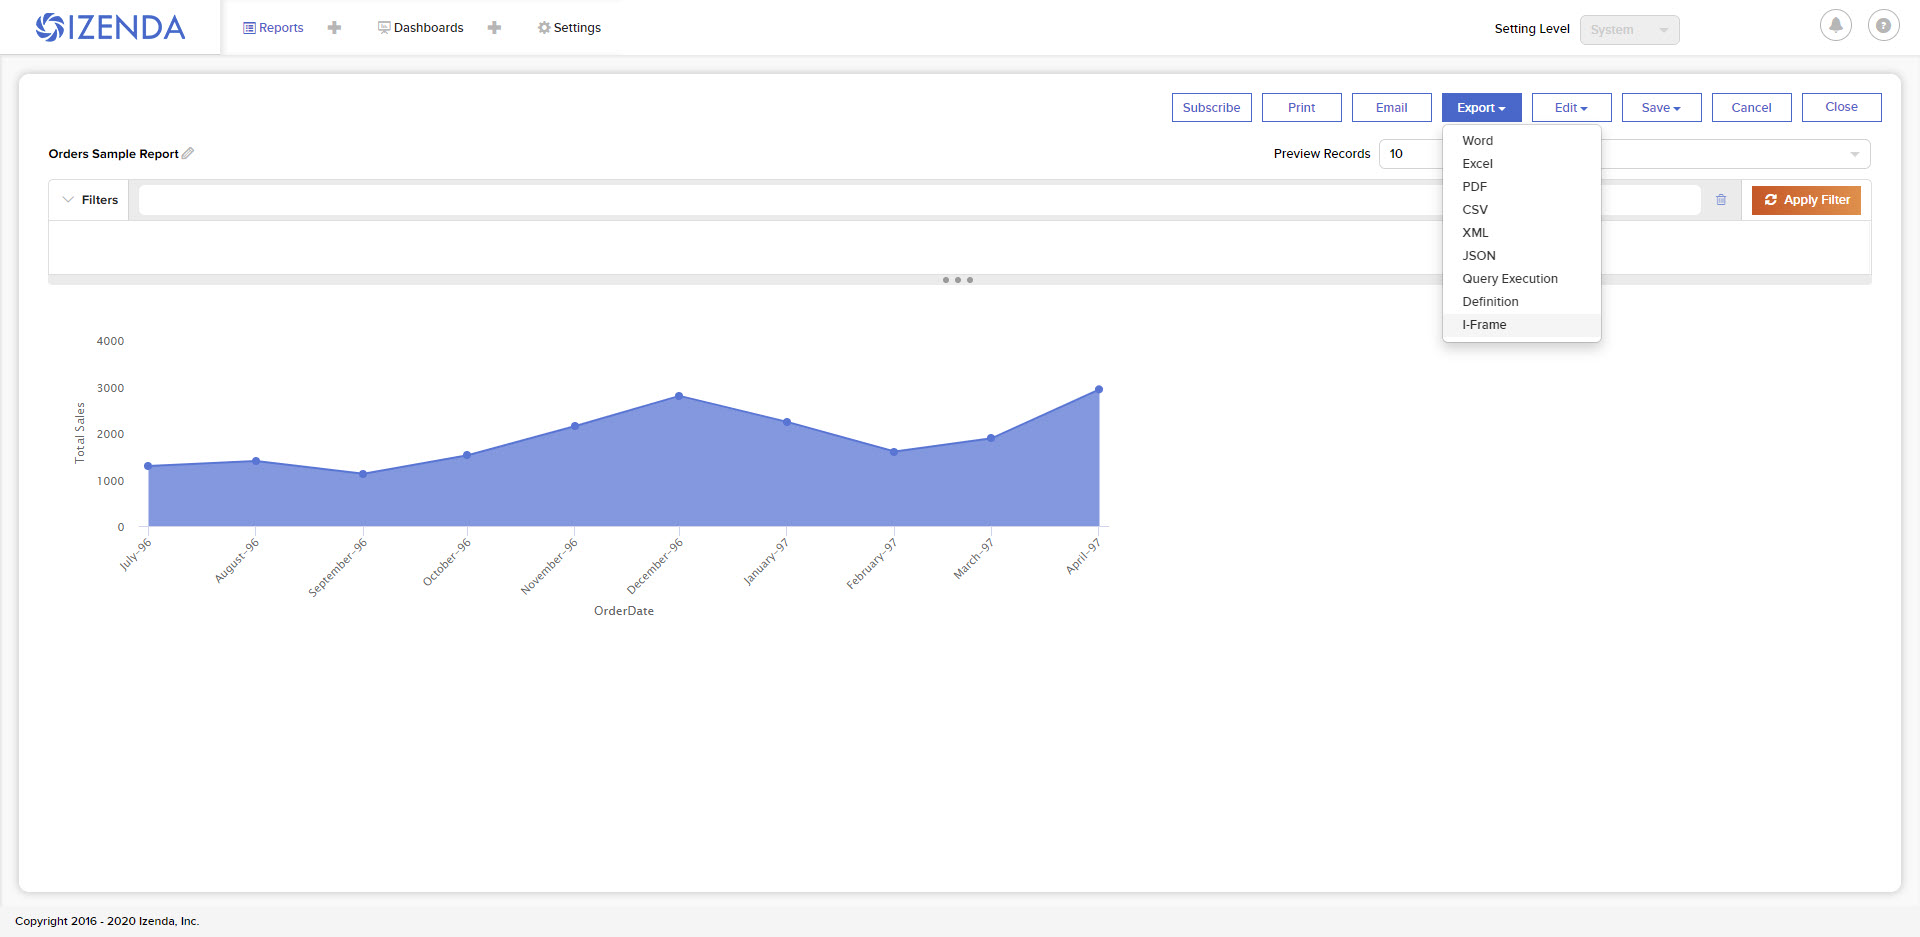 IZENDA
Reports
Dashboards
Settings
Setting Level
System
?
Subscribe
Print
Email
Export
Edit
Save
Cancel
Close
Orders Sample Report
Preview Records
10
Word
Excel
PDF
CSV
XML
JSON
Query Execution
Definition
I-Frame
Filters
Apply Filter
4000
3000
2000
1000
0
Total Sales
July-96
August-96
September-96
October-96
November-96
December-96
January-97
February-97
March-97
April-97
OrderDate
Copyright 2016 - 2020 Izenda, Inc.